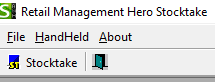 Retail Management Hero Stocktake
File HandHeld About
Stocktake